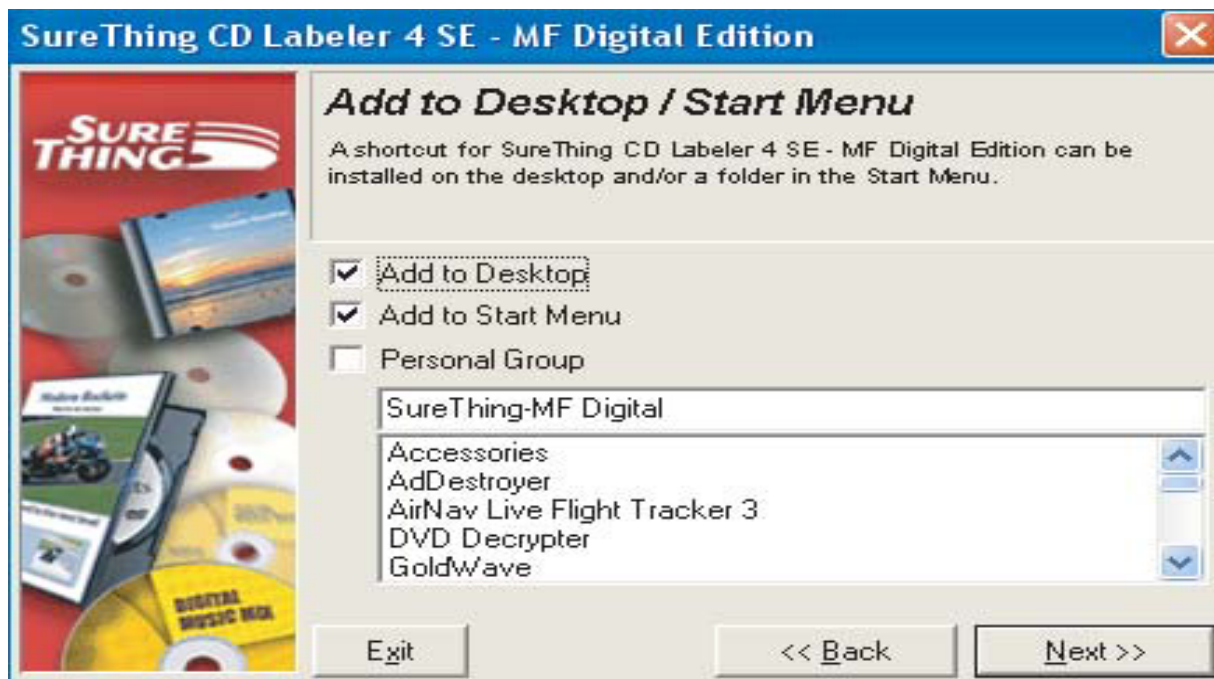 SureThing CD Labeler 4 SE - MF Digital Edition
SURE
THING
Add to Desktop / Start Menu
A shortcut for SureThing CD Labeler 4 SE - MF Digital Edition can be
installed on the desktop and/or a folder in the Start Menu.
Add to Desktop
Add to Start Menu
Personal Group
SureThing-MF Digital
Accessories
AdDestroyer
AirNav Live Flight Tracker 3
DVD Decrypter
GoldWave
DIGITAL
MUSIC MIX
Exit
<< Back
Next >>